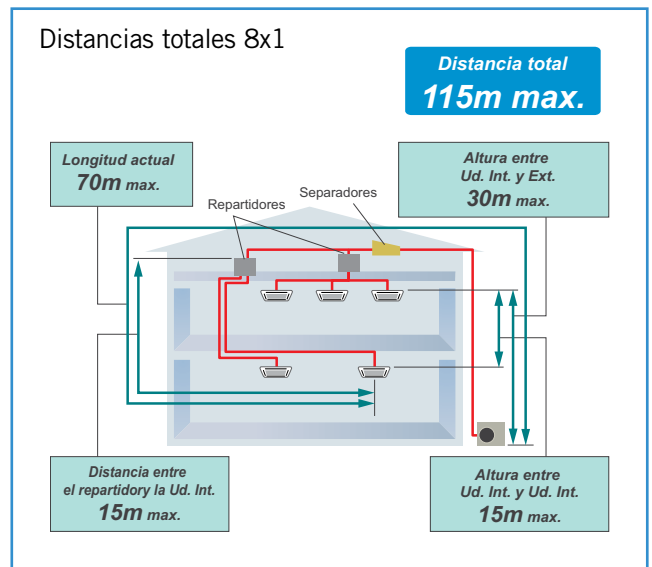 Distancias totales 8x1
Distancia total
115m max.
Longitud actual
70m max.
Altura entre
Ud. Int. y Ext.
30m max.
Separadores
Repartidores
Distancia entre
el repartidory la Ud. Int.
15m max.
Altura entre
Ud. Int. y Ud. Int.
15m max.